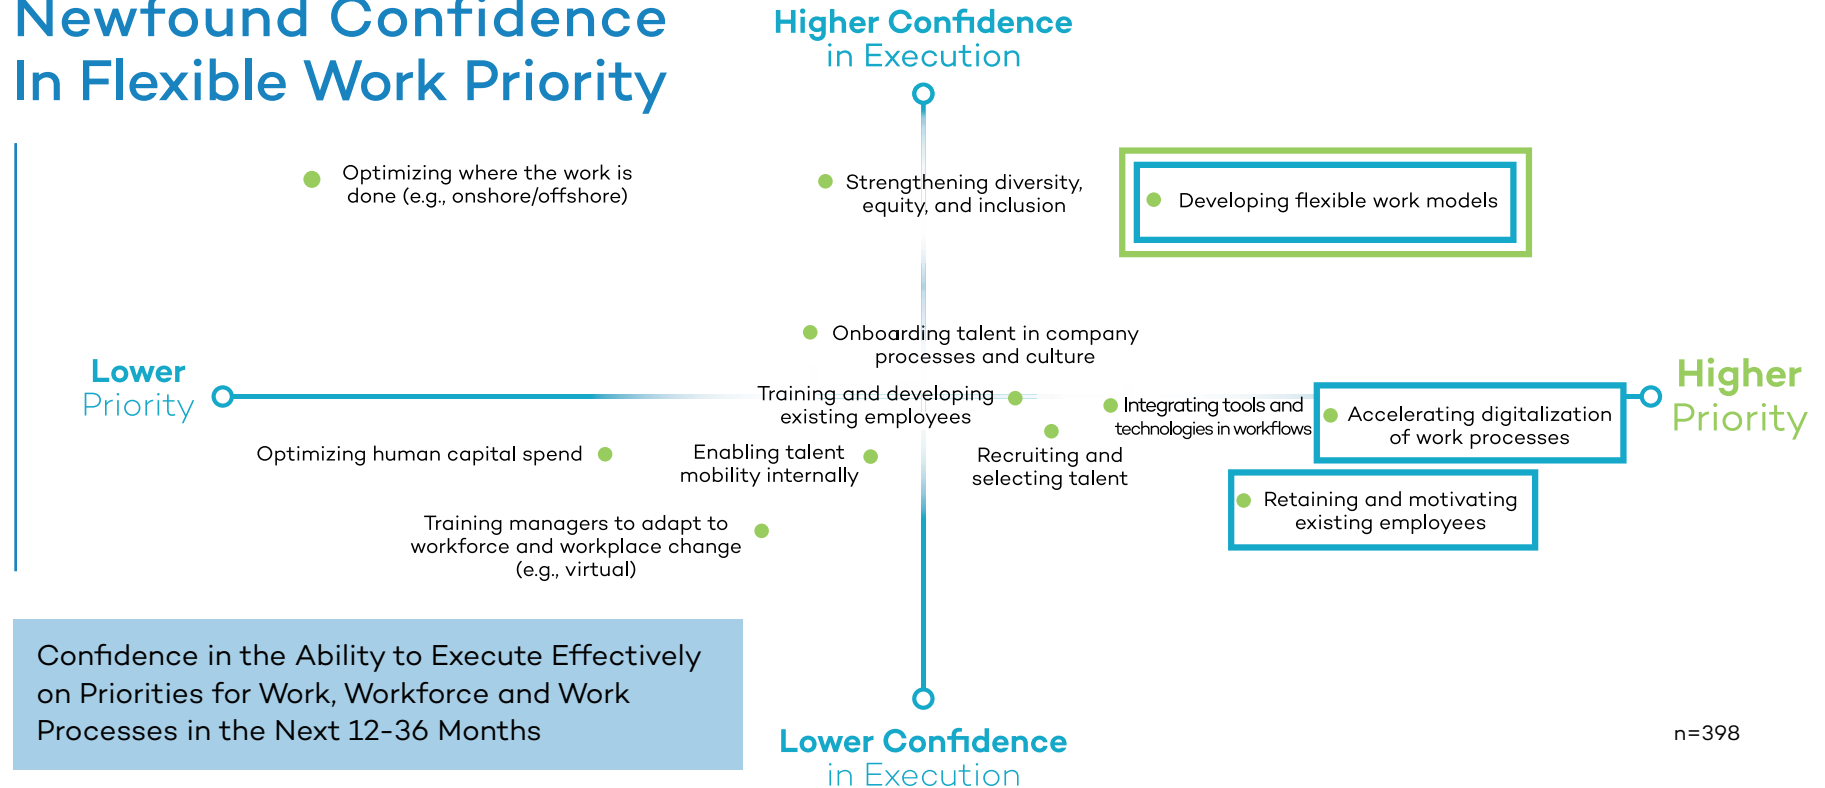 Newfound Confidence
In Flexible Work Priority
Higher Confidence
in Execution
Optimizing where the work is
done (e.g., onshore/offshore)
Strengthening diversity,
equity, and inclusion
Developing flexible work models
Onboarding talent in company
processes and culture
Lower
Priority
Higher
Priority
Training and developing
existing employees
Integrating tools and
technologies in workflows
Accelerating digitalization
of work processes
Optimizing human capital spend
Enabling talent
mobility internally
Recruiting and
selecting talent
Retaining and motivating
existing employees
Training managers to adapt to
workforce and workplace change
(e.g., virtual)
Confidence in the Ability to Execute Effectively
on Priorities for Work, Workforce and Work
Processes in the Next 12-36 Months
Lower Confidence
in Execution
n=398